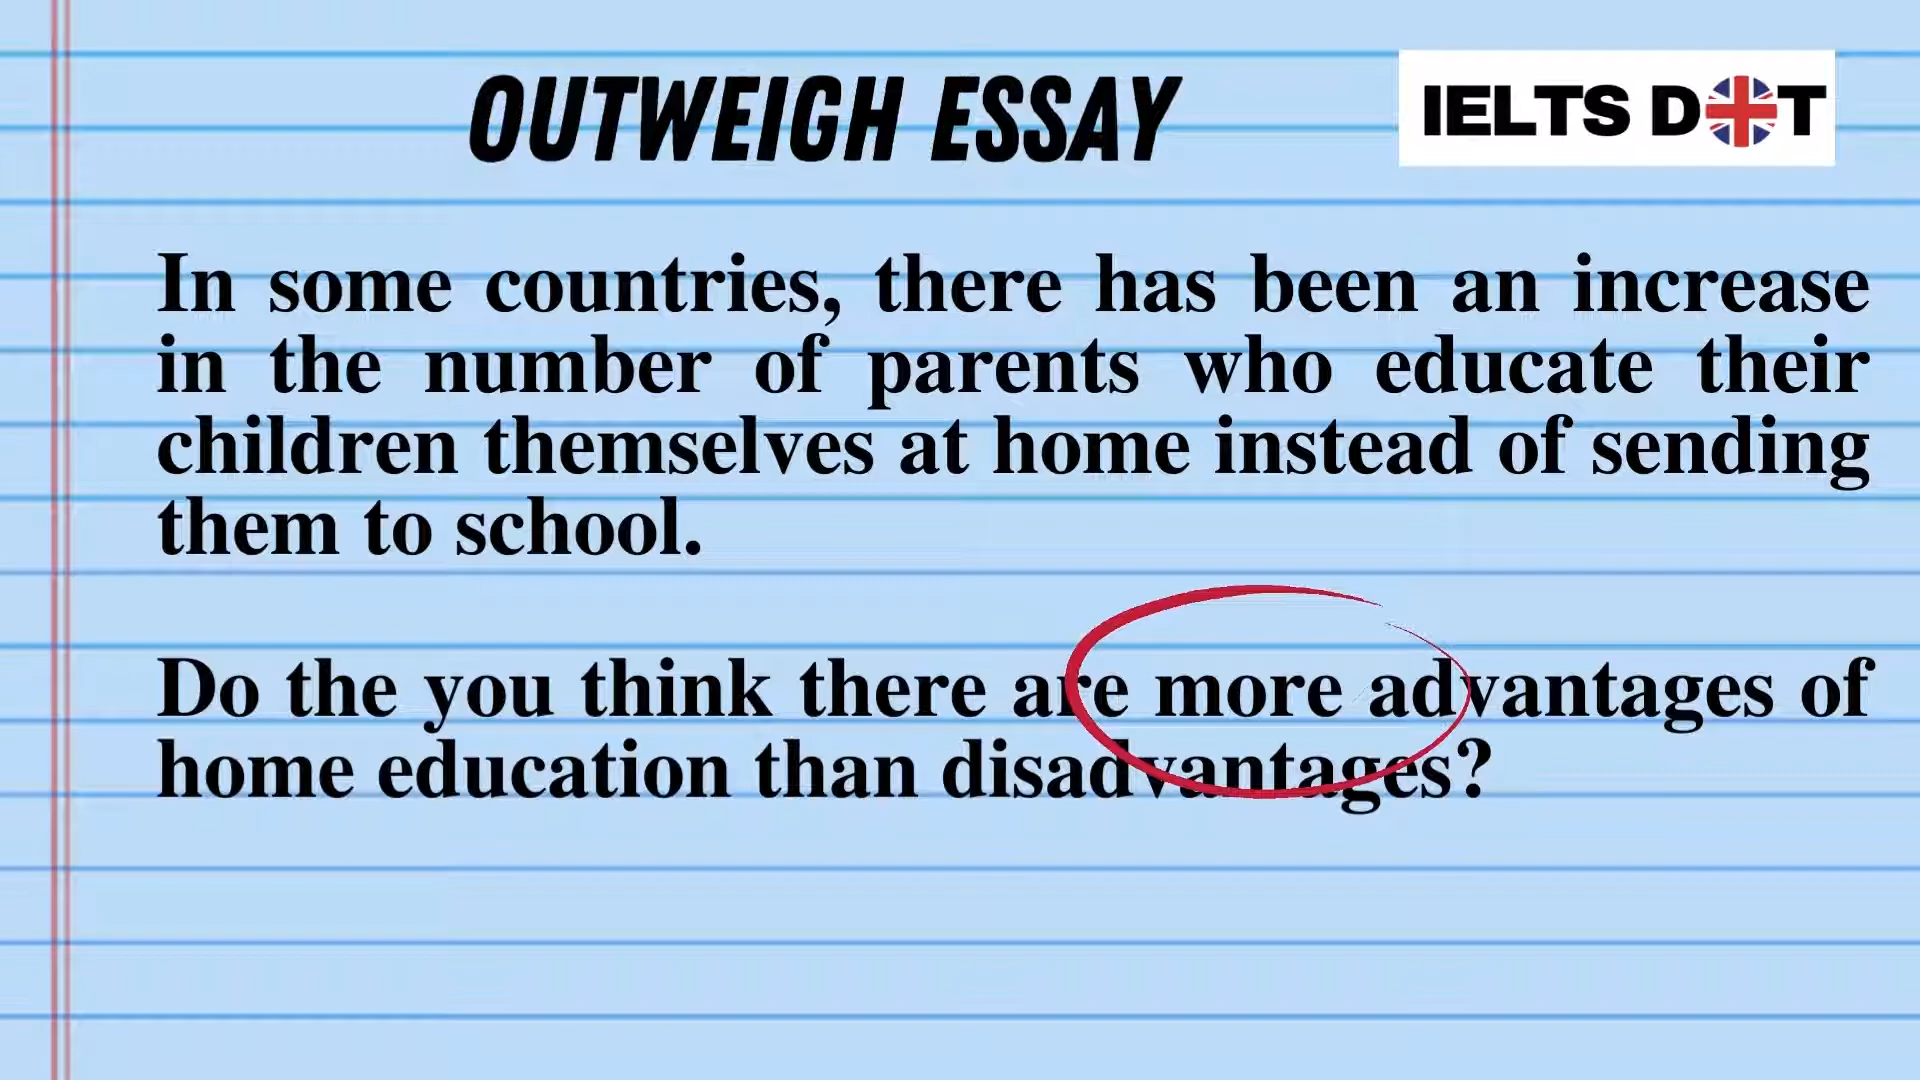 OUTWEIGH ESSAY
IELTS DOT
In some countries, there has been an increase
in the number of parents who educate their
children themselves at home instead of sending
them to school.
Do the you think there are more advantages of
home education than disadvantages?